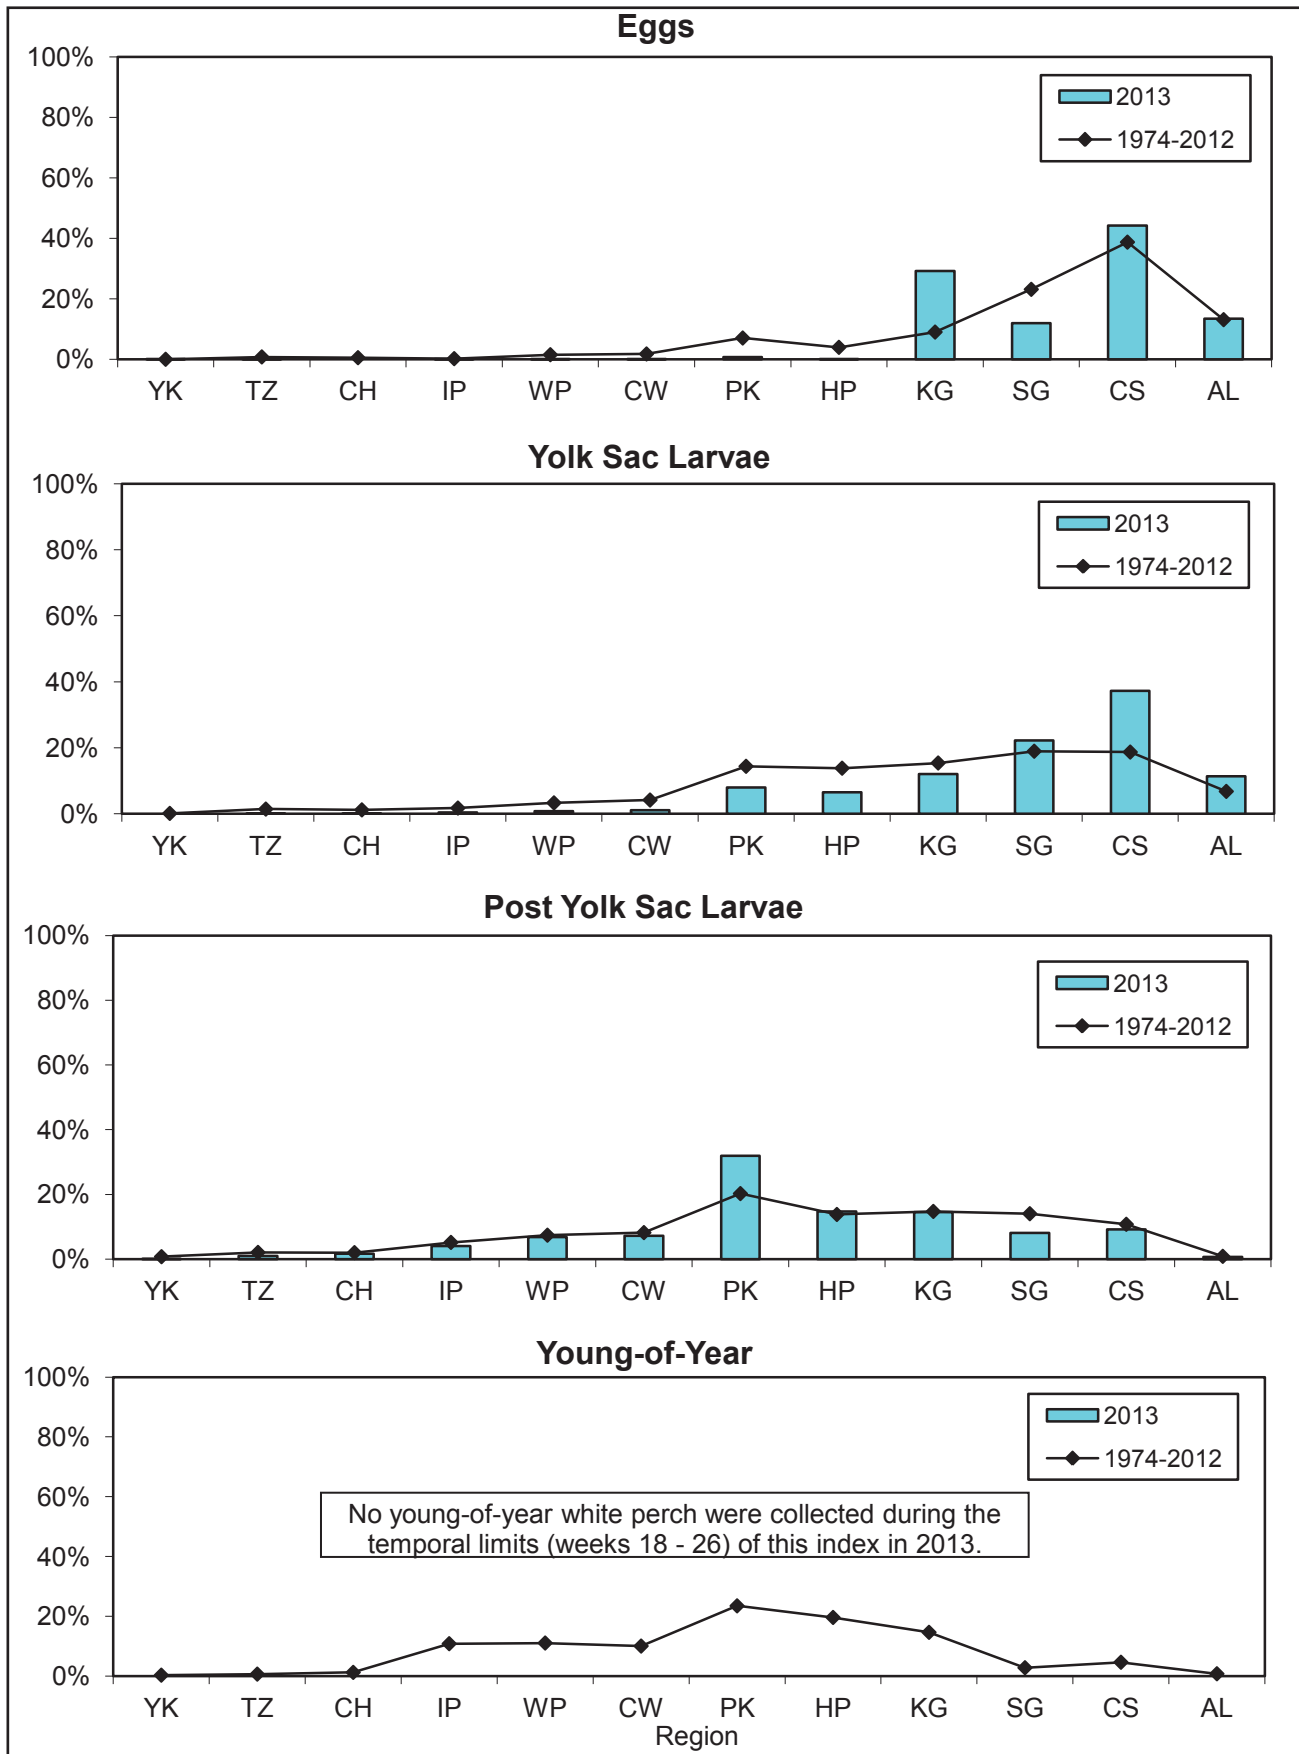 Eggs
100%
80%
60%
40%
20%
0%
2013
1974-2012
YK TZ CH IP WP CW PK HP KG SG CS AL
Yolk Sac Larvae
100%
80%
60%
40%
20%
0%
2013
1974-2012
YK TZ CH IP WP CW PK HP KG SG CS AL
Post Yolk Sac Larvae
100%
80%
60%
40%
20%
0%
2013
1974-2012
YK TZ CH IP WP CW PK HP KG SG CS AL
Young-of-Year
100%
80%
60%
40%
20%
0%
2013
1974-2012
No young-of-year white perch were collected during the
temporal limits (weeks 18 - 26) of this index in 2013.
YK TZ CH IP WP CW PK HP KG SG CS AL
Region